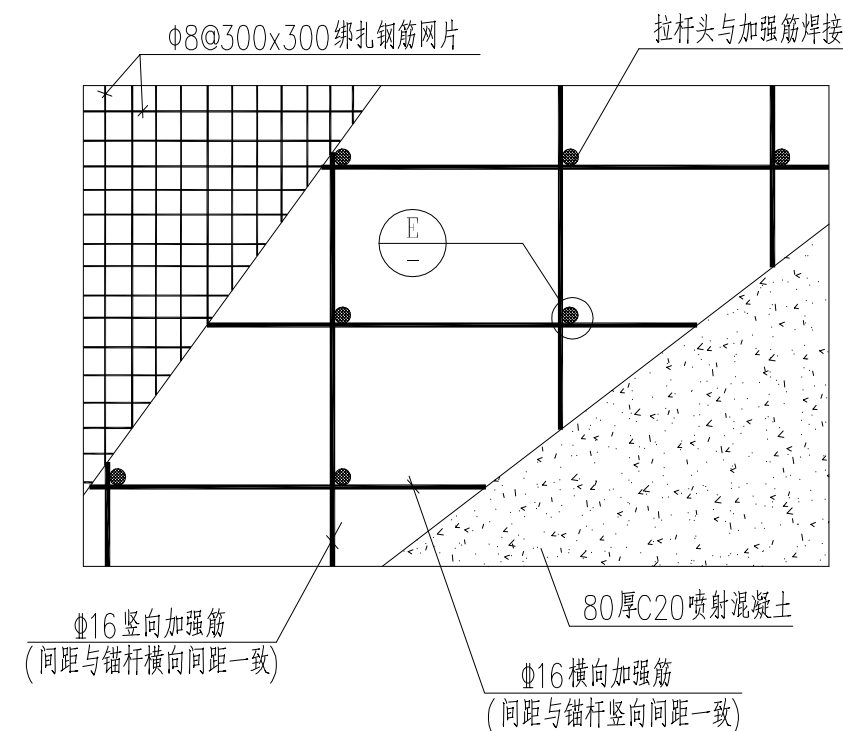 Φ8@300x300绑扎钢筋网片
拉杆头与加强筋焊接
E
–
80厚C20喷射混凝土
Φ16竖向加强筋
(间距与锚杆横向间距一致)
Φ16横向加强筋
(间距与锚杆竖向间距一致)